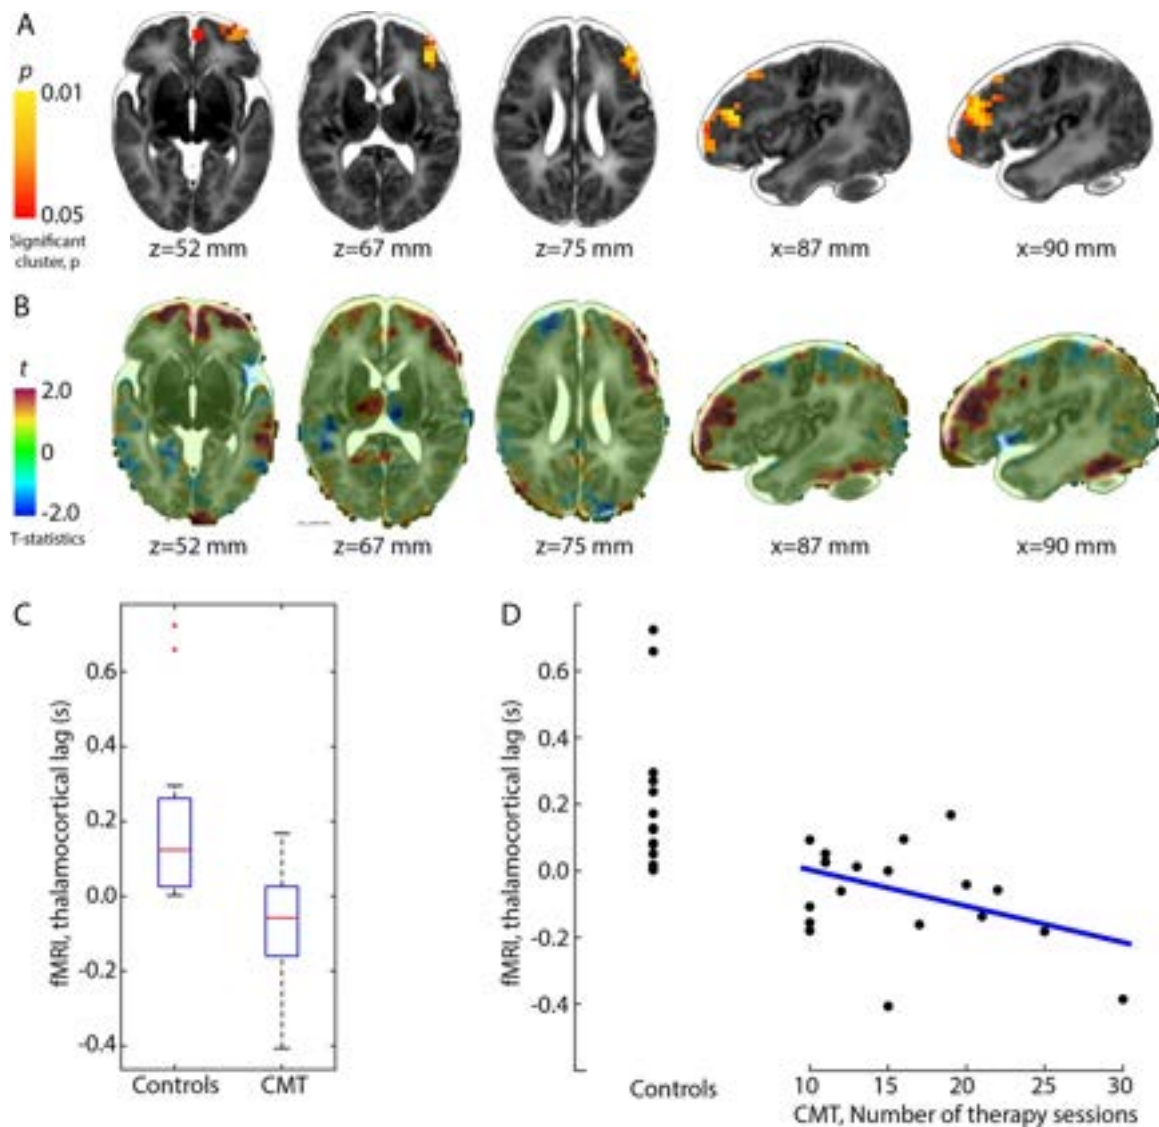 A
p
0.01
0.05
Significant
cluster, p
z=52 mm
z=67 mm
z=75 mm
x=87 mm
x=90 mm
B
t
2.0
0
-2.0
T-statistics
z=52 mm
z=67 mm
z=75 mm
x=87 mm
x=90 mm
C
fMRI, thalamocortical lag (s)
0.6
0.4
0.2
0.0
-0.2
-0.4
Controls
CMT
D
fMRI, thalamocortical lag (s)
0.6
0.4
0.2
0.0
-0.2
-0.4
Controls
10 15 20 25 30
CMT, Number of therapy sessions